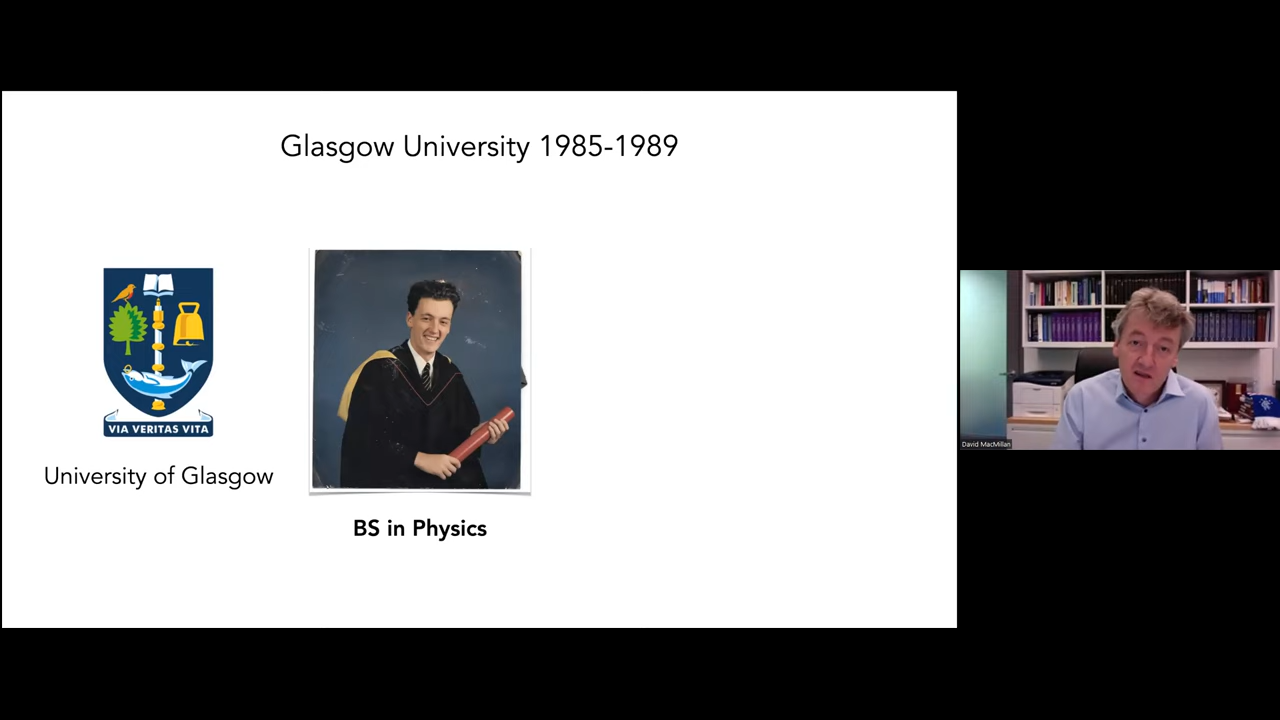 Glasgow University 1985-1989
VIA VERITAS VITA
University of Glasgow
BS in Physics
David MacMillan